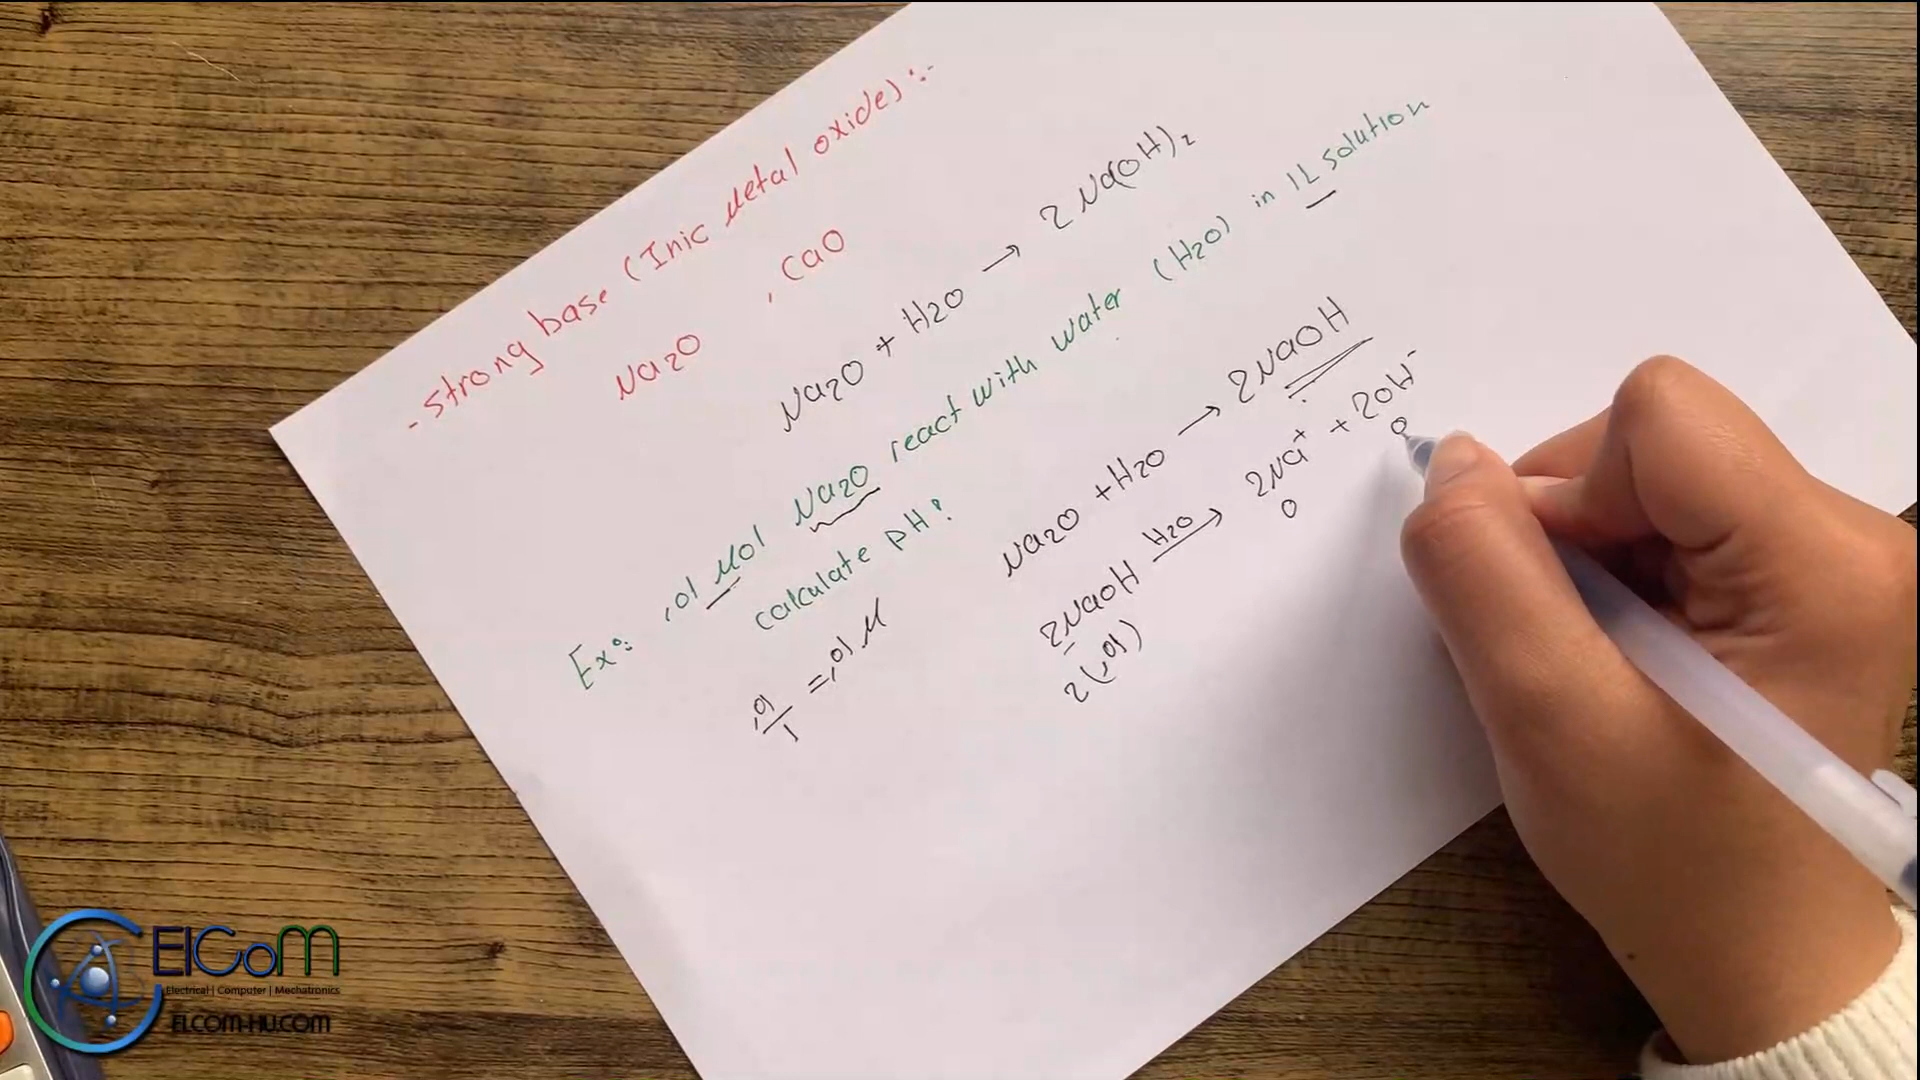 - strong base (Inic Metal oxide) :-
Na2O , CaO
Na2O + H2O → 2 Na(OH)2
Ex: ,01 Mol Na2O react with water (H2O) in 1L solution
calculate pH?
,01/1 = ,01 M
Na2O + H2O → 2NaOH
2NaOH H2O → 2Na+ + 2OH-
2(,01) 0 0
ElCoM
Electrical | Computer | Mechatronics
ELCOM-HU.COM